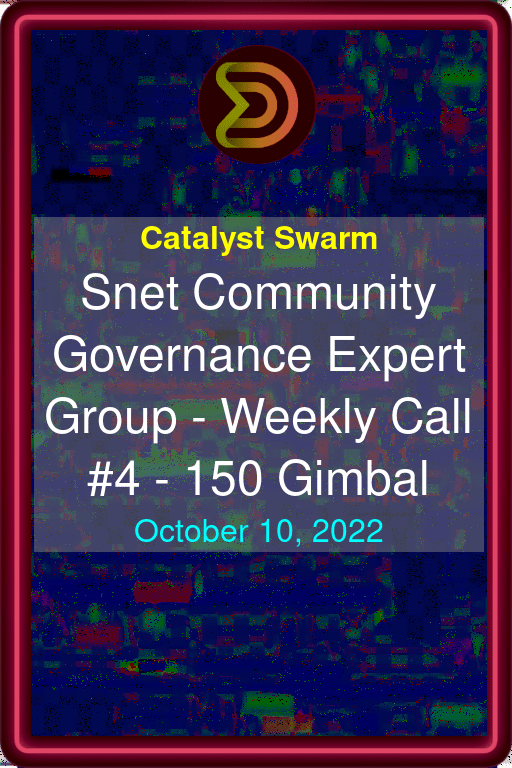 Catalyst Swarm
Snet Community
Governance Expert
Group - Weekly Call
#4 - 150 Gimbal
October 10, 2022